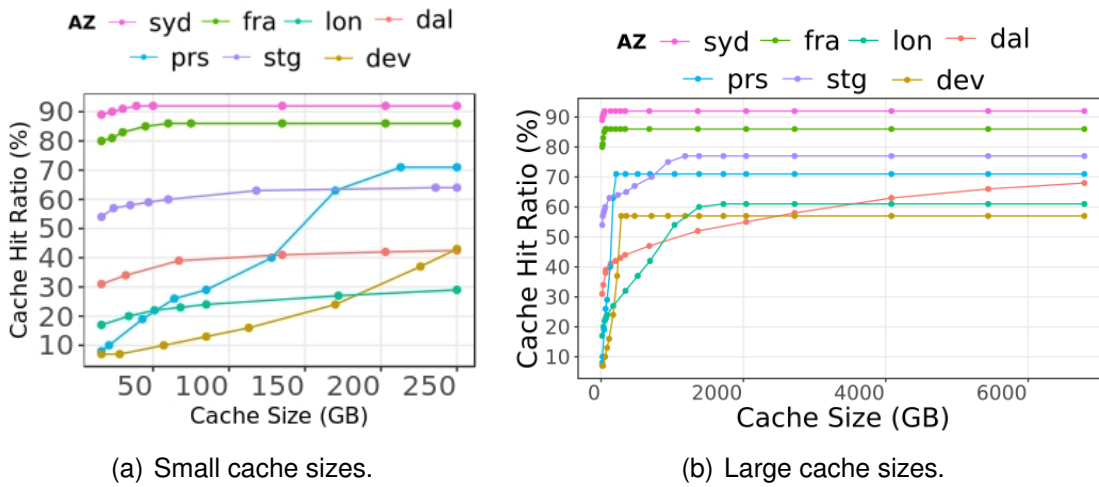 AZ syd fra lon dal
prs stg dev
Cache Hit Ratio (%)
90
80
70
60
50
40
30
20
10
50 100 150 200 250
Cache Size (GB)
(a) Small cache sizes.
AZ syd fra lon dal
prs stg dev
Cache Hit Ratio (%)
90
80
70
60
50
40
30
20
10
0 2000 4000 6000
Cache Size (GB)
(b) Large cache sizes.